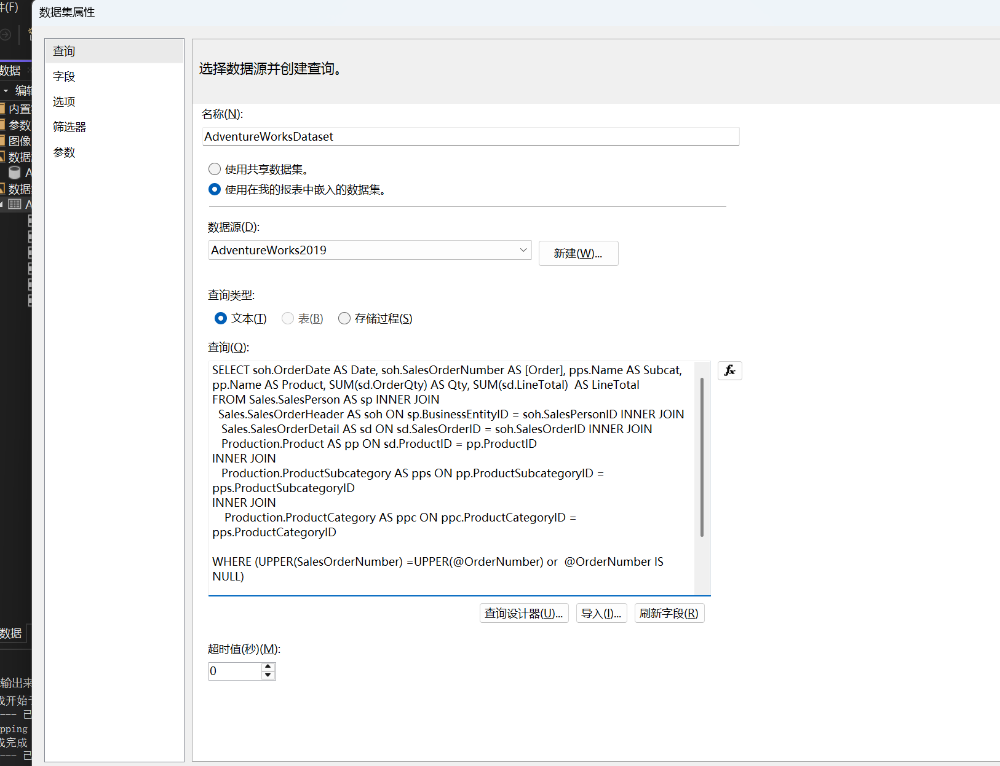 件(F)
数据集属性
数据
编辑
内置
参数
图像
数据
A
数据
A
数据
输出来
成开始于
--- 已
pping
成完成
--- 已
查询
字段
选项
筛选器
参数
选择数据源并创建查询。
名称(N):
AdventureWorksDataset
使用共享数据集。
使用在我的报表中嵌入的数据集。
数据源(D):
AdventureWorks2019
新建(W)...
查询类型:
文本(T) 表(B) 存储过程(S)
查询(Q):
SELECT soh.OrderDate AS Date, soh.SalesOrderNumber AS [Order], pps.Name AS Subcat,
pp.Name AS Product, SUM(sd.OrderQty) AS Qty, SUM(sd.LineTotal)  AS LineTotal
FROM Sales.SalesPerson AS sp INNER JOIN
Sales.SalesOrderHeader AS soh ON sp.BusinessEntityID = soh.SalesPersonID INNER JOIN
Sales.SalesOrderDetail AS sd ON sd.SalesOrderID = soh.SalesOrderID INNER JOIN
Production.Product AS pp ON sd.ProductID = pp.ProductID
INNER JOIN
Production.ProductSubcategory AS pps ON pp.ProductSubcategoryID =
pps.ProductSubcategoryID
INNER JOIN
Production.ProductCategory AS ppc ON ppc.ProductCategoryID =
pps.ProductCategoryID
WHERE (UPPER(SalesOrderNumber) =UPPER(@OrderNumber) or  @OrderNumber IS
NULL)
fx
查询设计器(U)... 导入(I)... 刷新字段(R)
超时值(秒)(M):
0